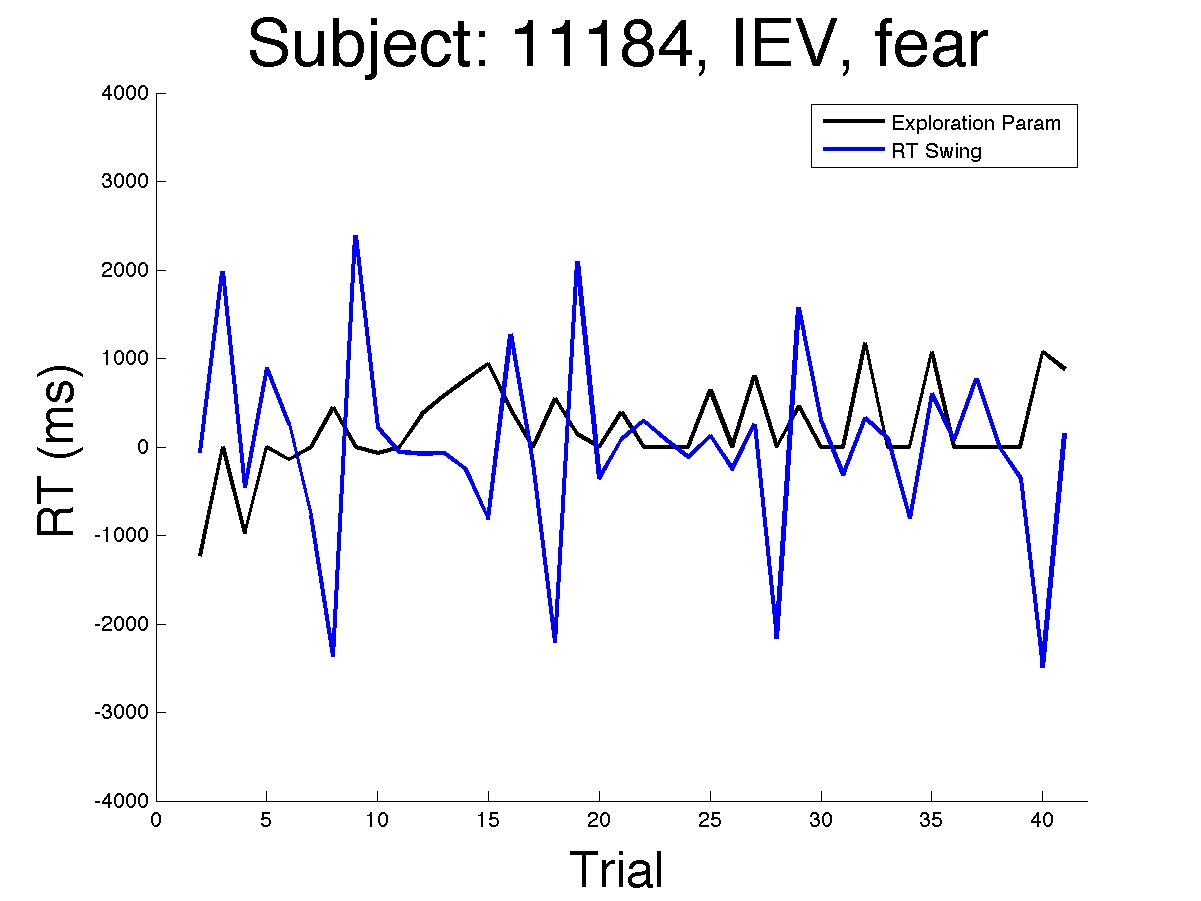 Subject: 11184, IEV, fear
4000
3000
2000
1000
0
-1000
-2000
-3000
-4000
RT (ms)
Exploration Param
RT Swing
0 5 10 15 20 25 30 35 40
Trial